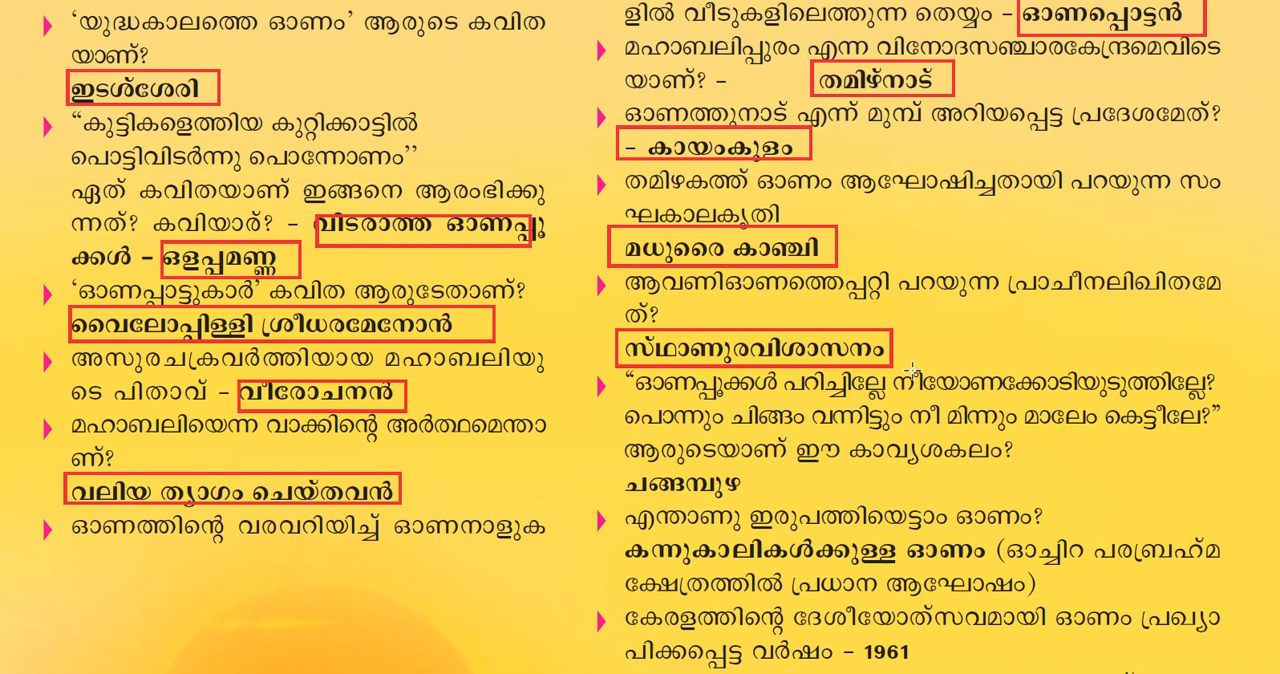 ‘യുദ്ധകാലത്തെ ഓണം’ ആരുടെ കവിത
യാണ്?
ഇടശ്ശേരി
“കുട്ടികളെത്തിയ കുറ്റിക്കാട്ടിൽ
പൊട്ടിവിടർന്നു പൊന്നോണം’’
ഏത് കവിതയാണ് ഇങ്ങനെ ആരംഭിക്കു
ന്നത്? കവിയാര്? – വിടരാത്ത ഓണപ്പൂ
ക്കൾ – ഒളപ്പമണ്ണ
‘ഓണപ്പാട്ടുകാർ’ കവിത ആരുടേതാണ്?
വൈലോപ്പിള്ളി ശ്രീധരമേനോൻ
അസുരചക്രവർത്തിയായ മഹാബലിയു
ടെ പിതാവ് – വീരോചനൻ
മഹാബലിയെന്ന വാക്കിന്റെ അർത്ഥമെന്താ
ണ്?
വലിയ ത്യാഗം ചെയ്തവൻ
ഓണത്തിന്റെ വരവറിയിച്ച് ഓണനാളുക
ളിൽ വീടുകളിലെത്തുന്ന തെയ്യം – ഓണപ്പൊട്ടൻ
മഹാബലിപ്പുരം എന്ന വിനോദസഞ്ചാരകേന്ദ്രമെവിടെ
യാണ്? – തമിഴ്നാട്
ഓണത്തുനാട് എന്ന് മുമ്പ് അറിയപ്പെട്ട പ്രദേശമേത്?
– കായംകുളം
തമിഴകത്ത് ഓണം ആഘോഷിച്ചതായി പറയുന്ന സം
ഘകാലകൃതി
മധുരൈ കാഞ്ചി
ആവണിഓണത്തെപ്പറ്റി പറയുന്ന പ്രാചീനലിഖിതമേ
ത്?
സ്ഥാണുരവിശാസനം
“ഓണപ്പൂക്കൾ പറിച്ചില്ലേ നീയോണക്കോടിയുടുത്തില്ലേ?
പൊന്നും ചിങ്ങം വന്നിട്ടും നീ മിന്നും മാലേം കെട്ടീലേ?”
ആരുടെയാണ് ഈ കാവ്യശകലം?
ചങ്ങമ്പുഴ
എന്താണു ഇരുപത്തിയെട്ടാം ഓണം?
കന്നുകാലികൾക്കുള്ള ഓണം (ഓച്ചിറ പരബ്രഹ്മ
ക്ഷേത്രത്തിൽ പ്രധാന ആഘോഷം)
കേരളത്തിന്റെ ദേശീയോത്സവമായി ഓണം പ്രഖ്യാ
പിക്കപ്പെട്ട വർഷം – 1961